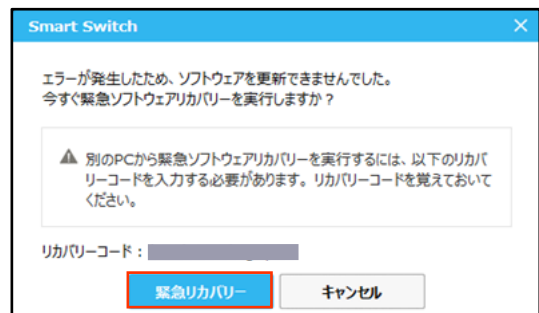 Smart Switch
エラーが発生したため、ソフトウェアを更新できませんでした。
今すぐ緊急ソフトウェアリカバリーを実行しますか？
別のPCから緊急ソフトウェアリカバリーを実行するには、以下のリカバ
リーコードを入力する必要があります。リカバリーコードを覚えておいて
ください。
リカバリーコード：
緊急リカバリー　キャンセル